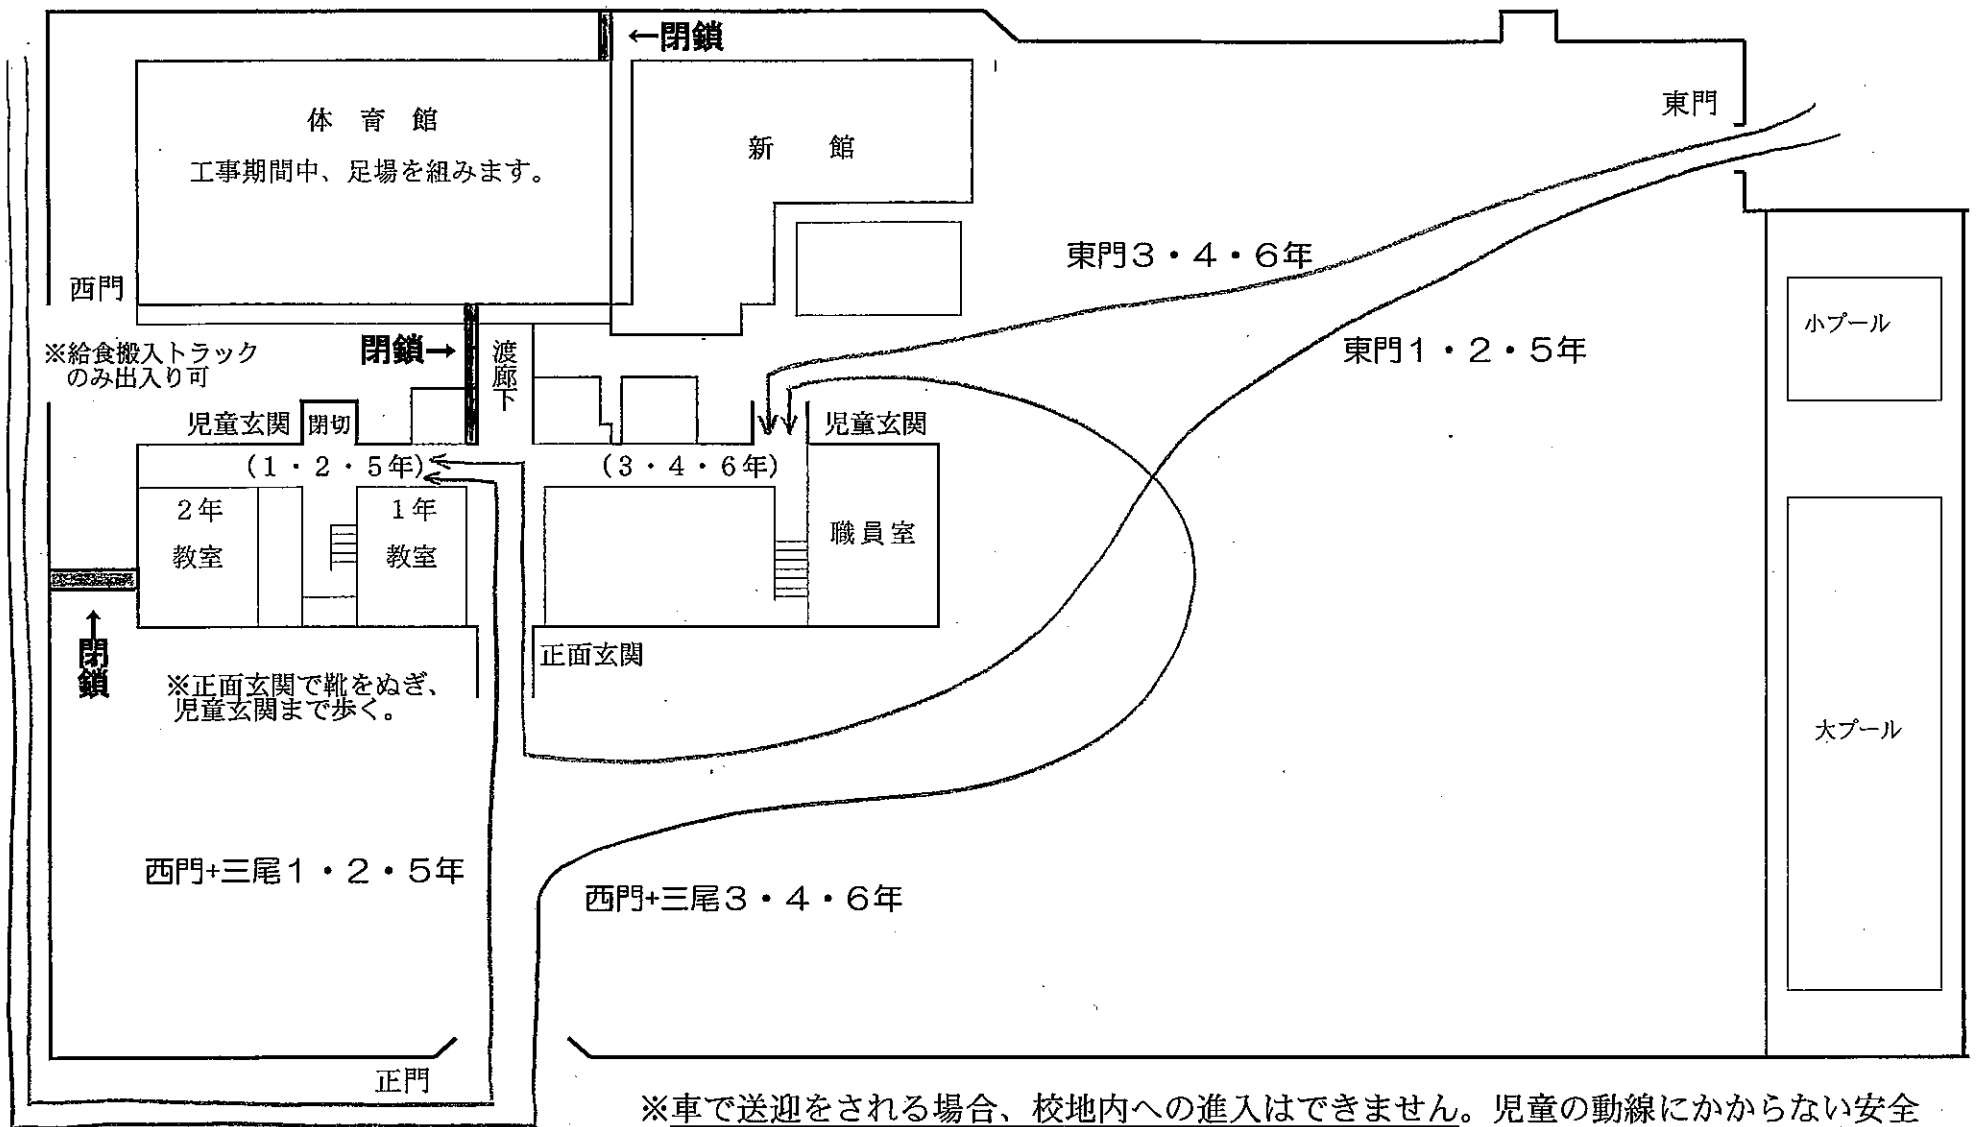 ←閉鎖
体育館
工事期間中、足場を組みます。
新館
東門
西門
※給食搬入トラック
のみ出入り可
閉鎖→
渡廊下
東門3・4・6年
東門1・2・5年
小プール
児童玄関
閉切
児童玄関
(1・2・5年)
(3・4・6年)
2年
教室
1年
教室
職員室
↑
閉鎖
正面玄関
※正面玄関で靴をぬぎ、
児童玄関まで歩く。
大プール
西門+三尾1・2・5年
西門+三尾3・4・6年
正門
※車で送迎をされる場合、校地内への進入はできません。児童の動線にかからない安全